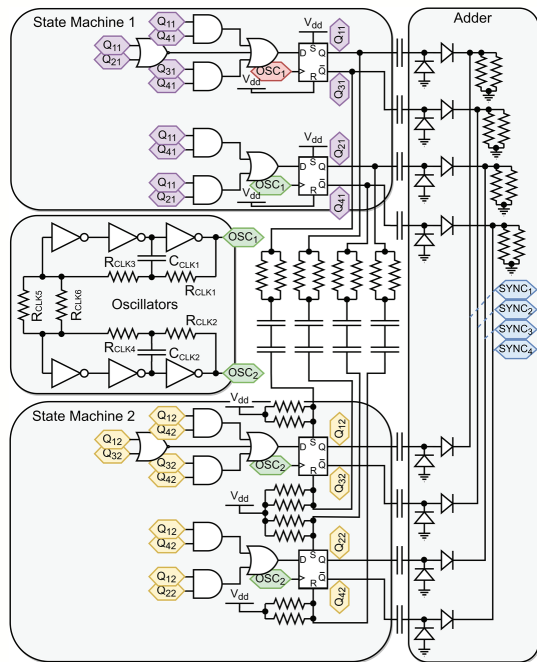 State Machine 1
Adder
Q11
Q41
Q11
Q21
Q31
Q41
Vdd
Q11
D S Q
OSC1
Q̅
R
Vdd
Q31
Q11
Q41
Vdd
Q21
D S Q
Q11
Q21
OSC1
Q̅
R
Vdd
Q41
OSC1
RCLK3
CCLK1
RCLK1
RCLK5
RCLK6
Oscillators
RCLK2
RCLK4
CCLK2
OSC2
SYNC1
SYNC2
SYNC3
SYNC4
State Machine 2
Vdd
Q12
Q42
Q12
Q32
Q32
Q42
Q12
D S Q
OSC2
Q̅
R
Q32
Vdd
Q12
Q42
Q22
D S Q
Q12
Q22
OSC2
Q̅
R
Q42
Vdd